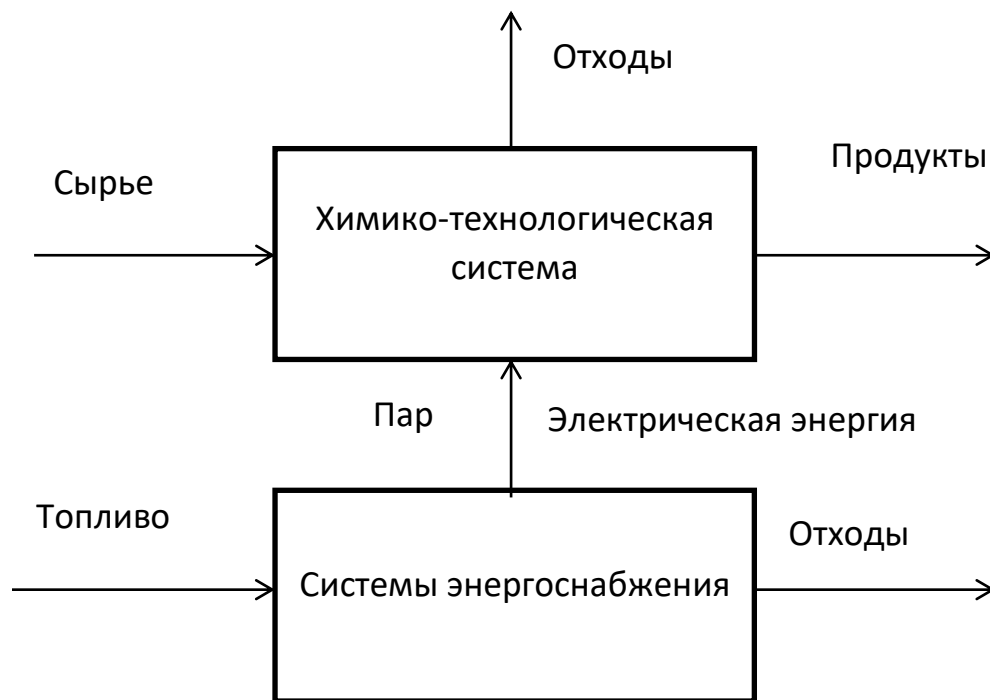 Отходы
Продукты
Сырье
Химико-технологическая
система
Пар
Электрическая энергия
Топливо
Отходы
Системы энергоснабжения